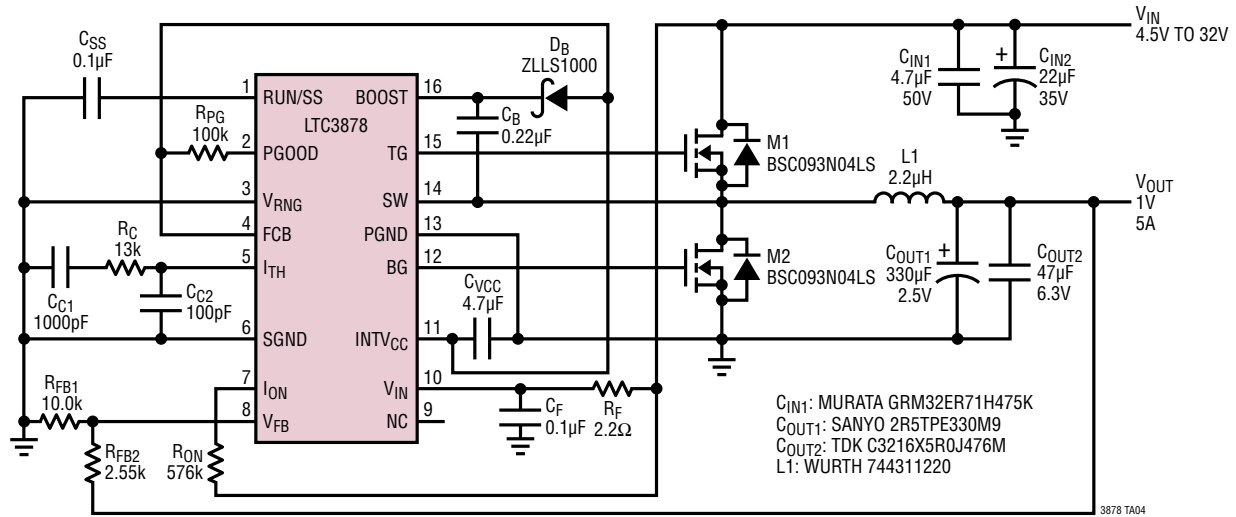 V_IN
4.5V TO 32V
C_SS
0.1µF
D_B
ZLLS1000
C_IN1
4.7µF
50V
+
C_IN2
22µF
35V
1
RUN/SS
BOOST
16
LTC3878
R_PG
100k
2
PGOOD
TG
15
C_B
0.22µF
M1
BSC093N04LS
3
V_RNG
SW
14
L1
2.2µH
V_OUT
1V
5A
4
FCB
PGND
13
R_C
13k
5
I_TH
BG
12
M2
BSC093N04LS
C_OUT1
330µF
2.5V
+
C_OUT2
47µF
6.3V
C_C1
1000pF
C_C2
100pF
C_VCC
4.7µF
6
SGND
INTV_CC
11
7
I_ON
V_IN
10
R_FB1
10.0k
8
V_FB
NC
9
C_F
0.1µF
R_F
2.2Ω
R_FB2
2.55k
R_ON
576k
C_IN1: MURATA GRM32ER71H475K
C_OUT1: SANYO 2R5TPE330M9
C_OUT2: TDK C3216X5R0J476M
L1: WURTH 744311220
3878 TA04